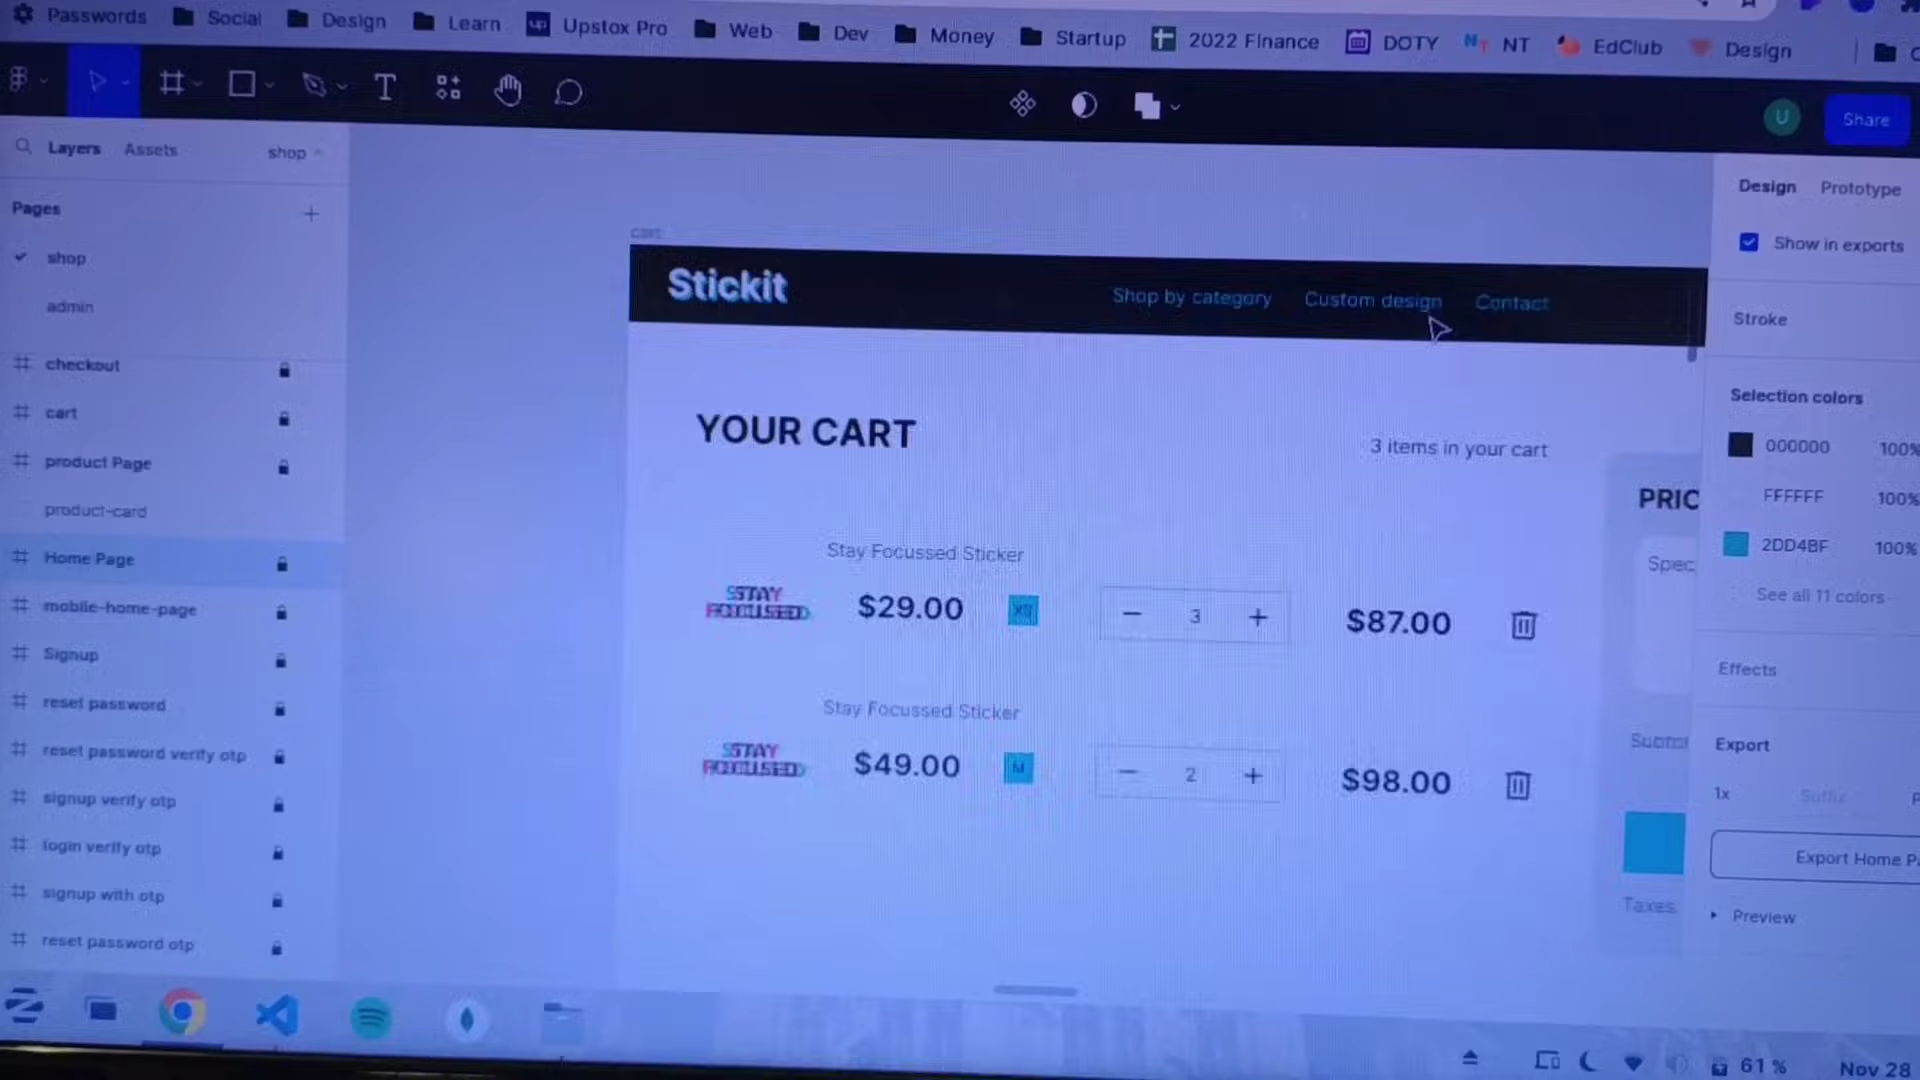 Passwords Social Design Learn up Upstox Pro Web Dev Money Startup 2022 Finance DOTY NT NT EdClub Design
T
U Share
Layers Assets shop
Pages
shop
admin
checkout
cart
product Page
product-card
Home Page
mobile-home-page
Signup
reset password
reset password verify otp
signup verify otp
login verify otp
signup with otp
reset password otp
cart
Stickit Shop by category Custom design Contact
YOUR CART 3 items in your cart
Stay Focussed Sticker
STAY
FOCUSSED
$29.00 XS − 3 + $87.00
Stay Focussed Sticker
STAY
FOCUSSED
$49.00 M − 2 + $98.00
PRIC
Spec
Subtot
Taxes
Design Prototype
Show in exports
Stroke
Selection colors
000000 100%
FFFFFF 100%
2DD4BF 100%
See all 11 colors
Effects
Export
1x Suffix P
Export Home Pa
Preview
61 % Nov 28